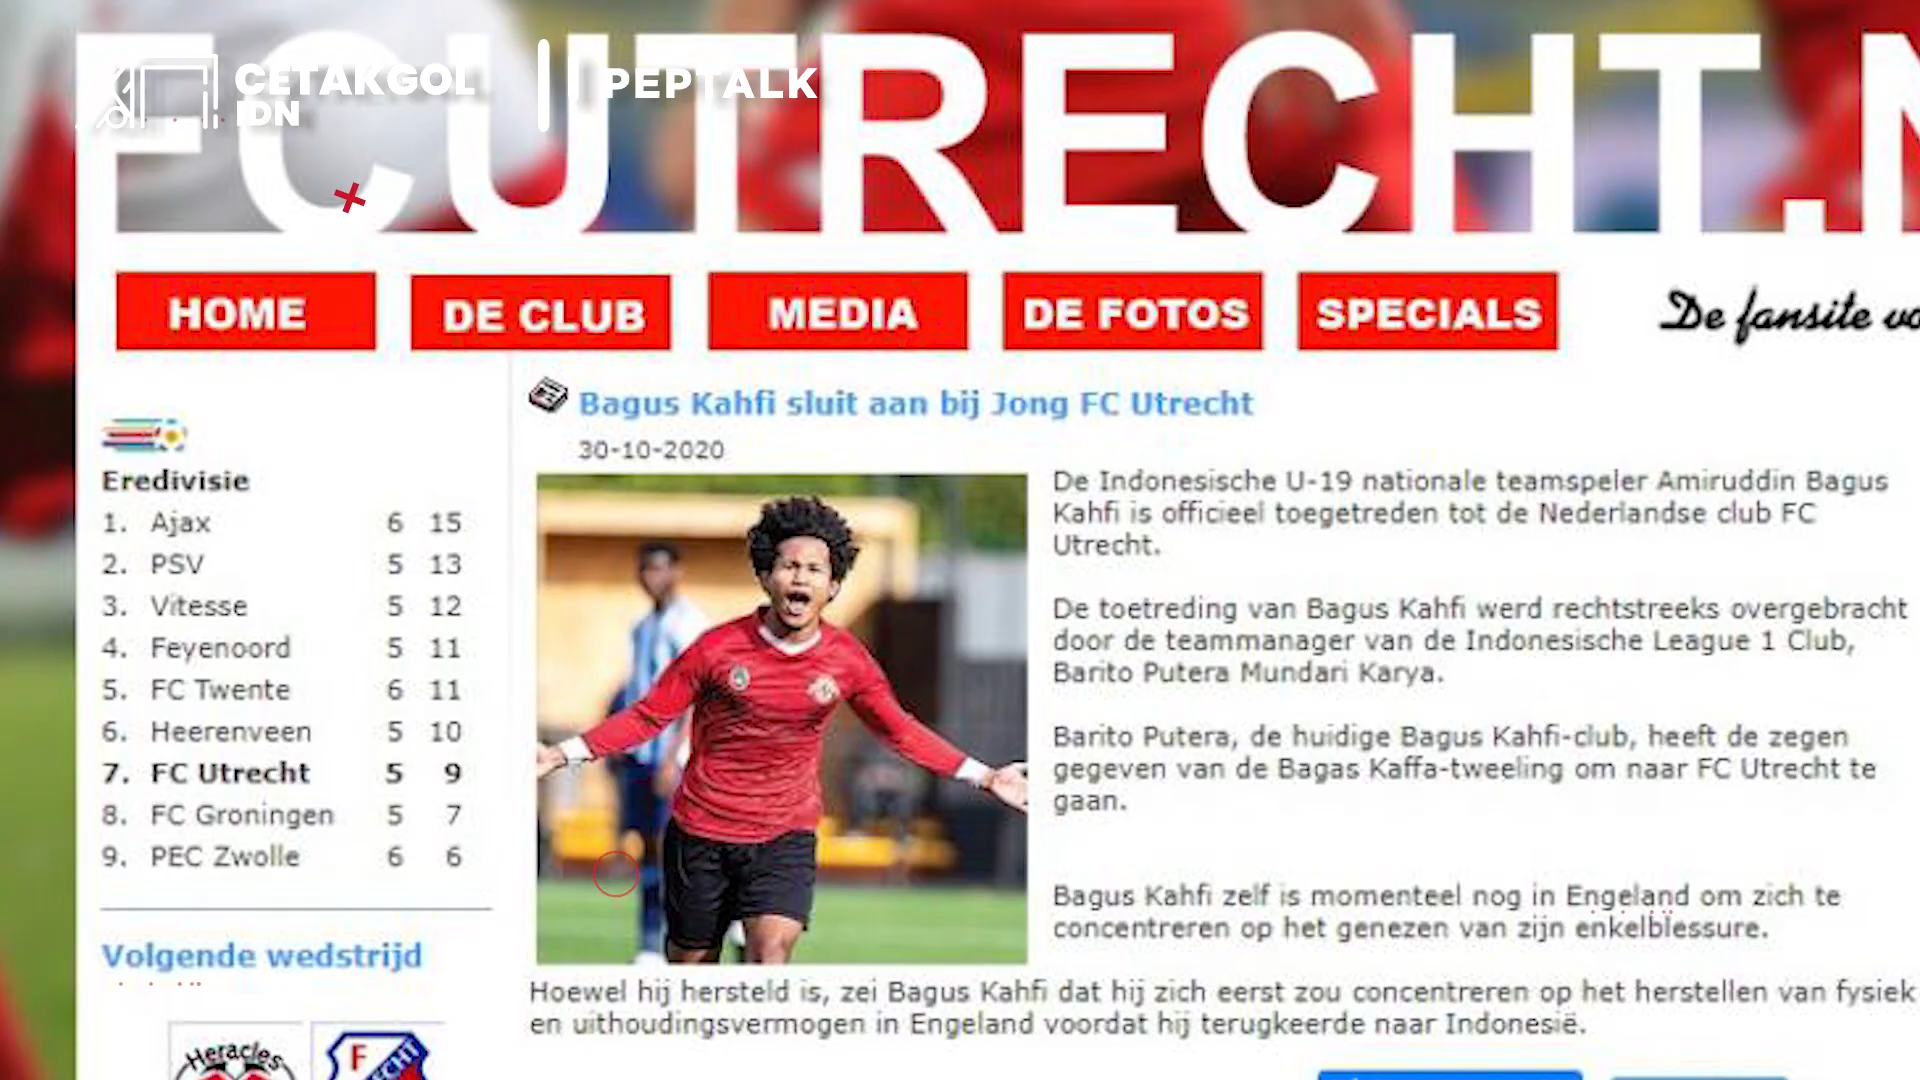 FCUTRECHT.N
CETAKGOL
IDN
PEPTALK
HOME
DE CLUB
MEDIA
DE FOTOS
SPECIALS
De fansite vo
Bagus Kahfi sluit aan bij Jong FC Utrecht
30-10-2020
De Indonesische U-19 nationale teamspeler Amiruddin Bagus
Kahfi is officieel toegetreden tot de Nederlandse club FC
Utrecht.
De toetreding van Bagus Kahfi werd rechtstreeks overgebracht
door de teammanager van de Indonesische League 1 Club,
Barito Putera Mundari Karya.
Barito Putera, de huidige Bagus Kahfi-club, heeft de zegen
gegeven van de Bagas Kaffa-tweeling om naar FC Utrecht te
gaan.
Bagus Kahfi zelf is momenteel nog in Engeland om zich te
concentreren op het genezen van zijn enkelblessure.
Hoewel hij hersteld is, zei Bagus Kahfi dat hij zich eerst zou concentreren op het herstellen van fysiek
en uithoudingsvermogen in Engeland voordat hij terugkeerde naar Indonesië.
Eredivisie
1. Ajax 6 15
2. PSV 5 13
3. Vitesse 5 12
4. Feyenoord 5 11
5. FC Twente 6 11
6. Heerenveen 5 10
7. FC Utrecht 5 9
8. FC Groningen 5 7
9. PEC Zwolle 6 6
Volgende wedstrijd
Heracles
F